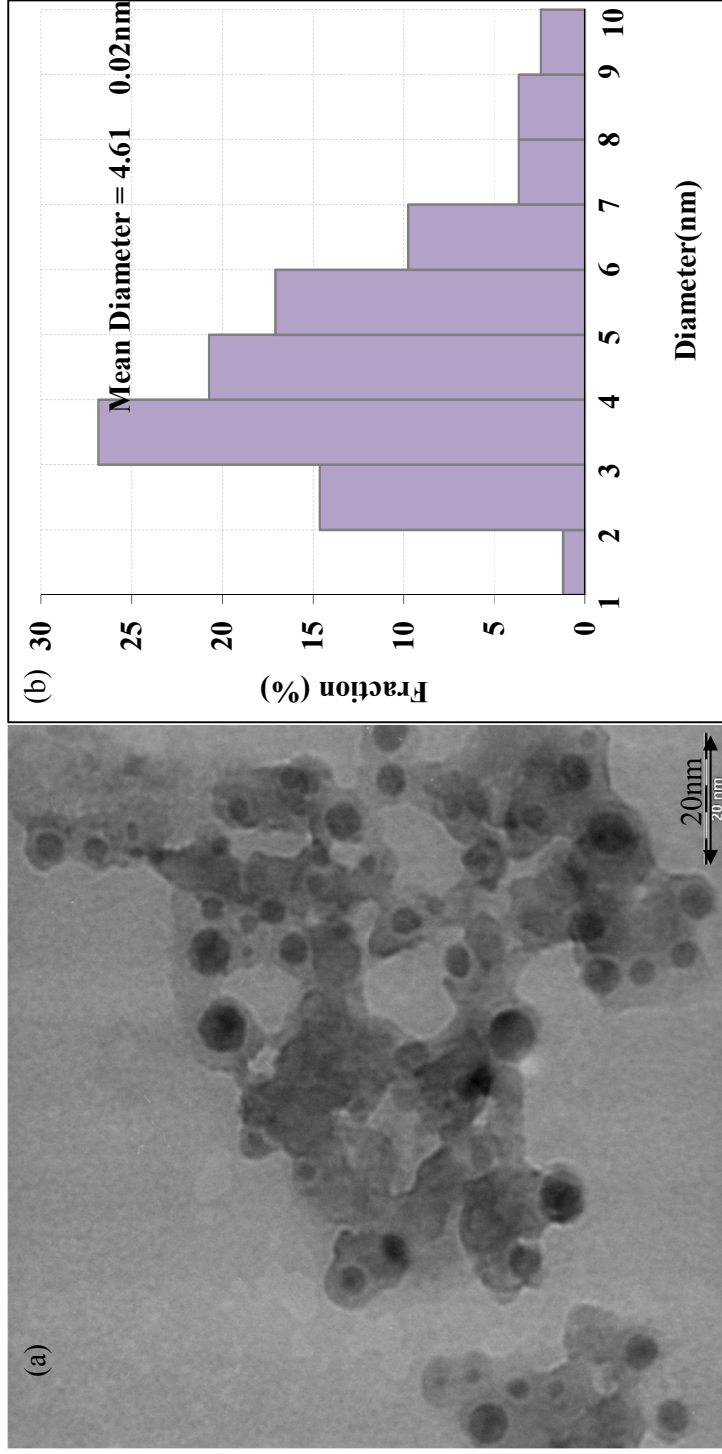 (a)
20nm
20 nm
(b)
Mean Diameter = 4.61 0.02nm
Fraction (%)
30
25
20
15
10
5
0
1 2 3 4 5 6 7 8 9 10
Diameter(nm)